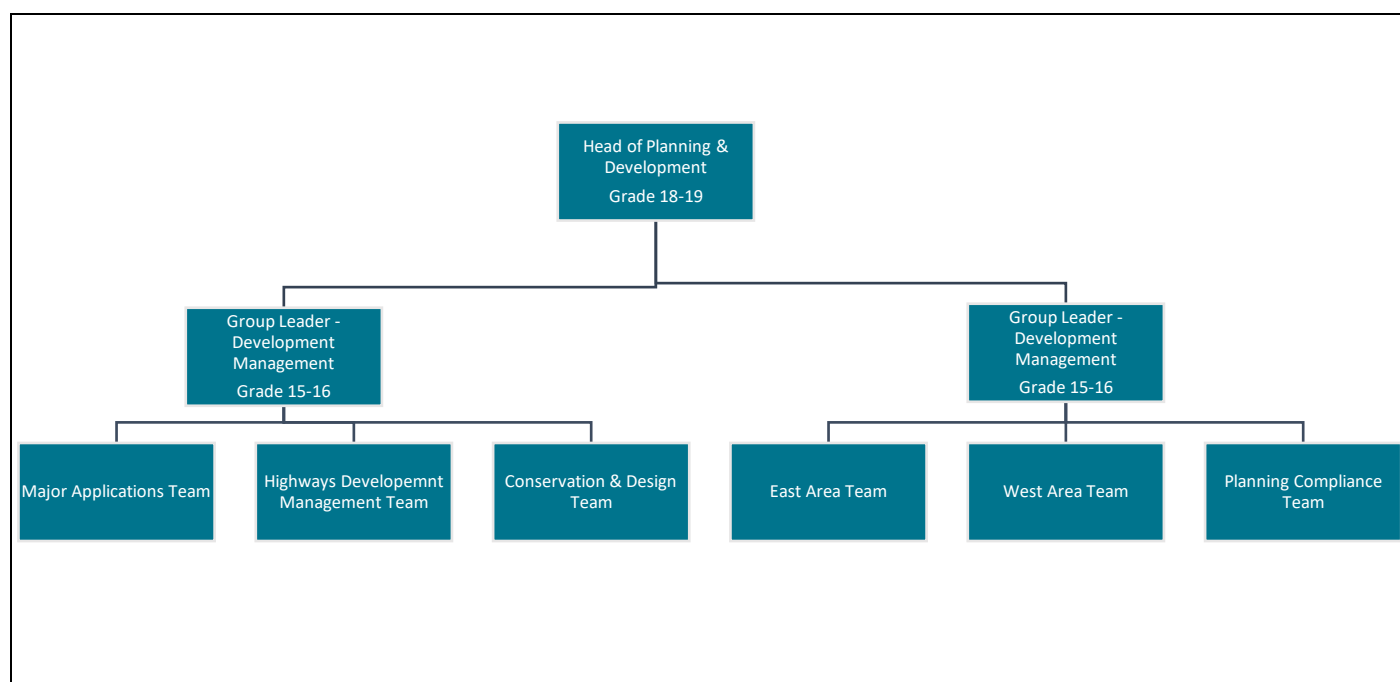 Head of Planning &
Development
Grade 18-19
Group Leader -
Development
Management
Grade 15-16
Group Leader -
Development
Management
Grade 15-16
Major Applications Team
Highways Developemnt
Management Team
Conservation & Design
Team
East Area Team
West Area Team
Planning Compliance
Team